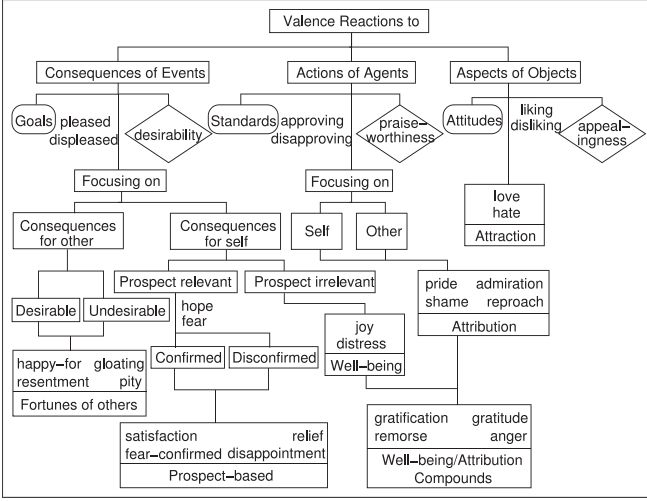 Valence Reactions to
Consequences of Events
Actions of Agents
Aspects of Objects
Goals
pleased
displeased
desirability
Standards
approving
disapproving
praise-
worthiness
Attitudes
liking
disliking
appeal-
ingness
Focusing on
Focusing on
love
hate
Attraction
Consequences
for other
Consequences
for self
Self
Other
Desirable
Undesirable
Prospect relevant
Prospect irrelevant
hope
fear
pride admiration
shame reproach
Attribution
joy
distress
Well-being
Confirmed
Disconfirmed
happy-for gloating
resentment pity
Fortunes of others
satisfaction relief
fear-confirmed disappointment
Prospect-based
gratification gratitude
remorse anger
Well-being/Attribution
Compounds